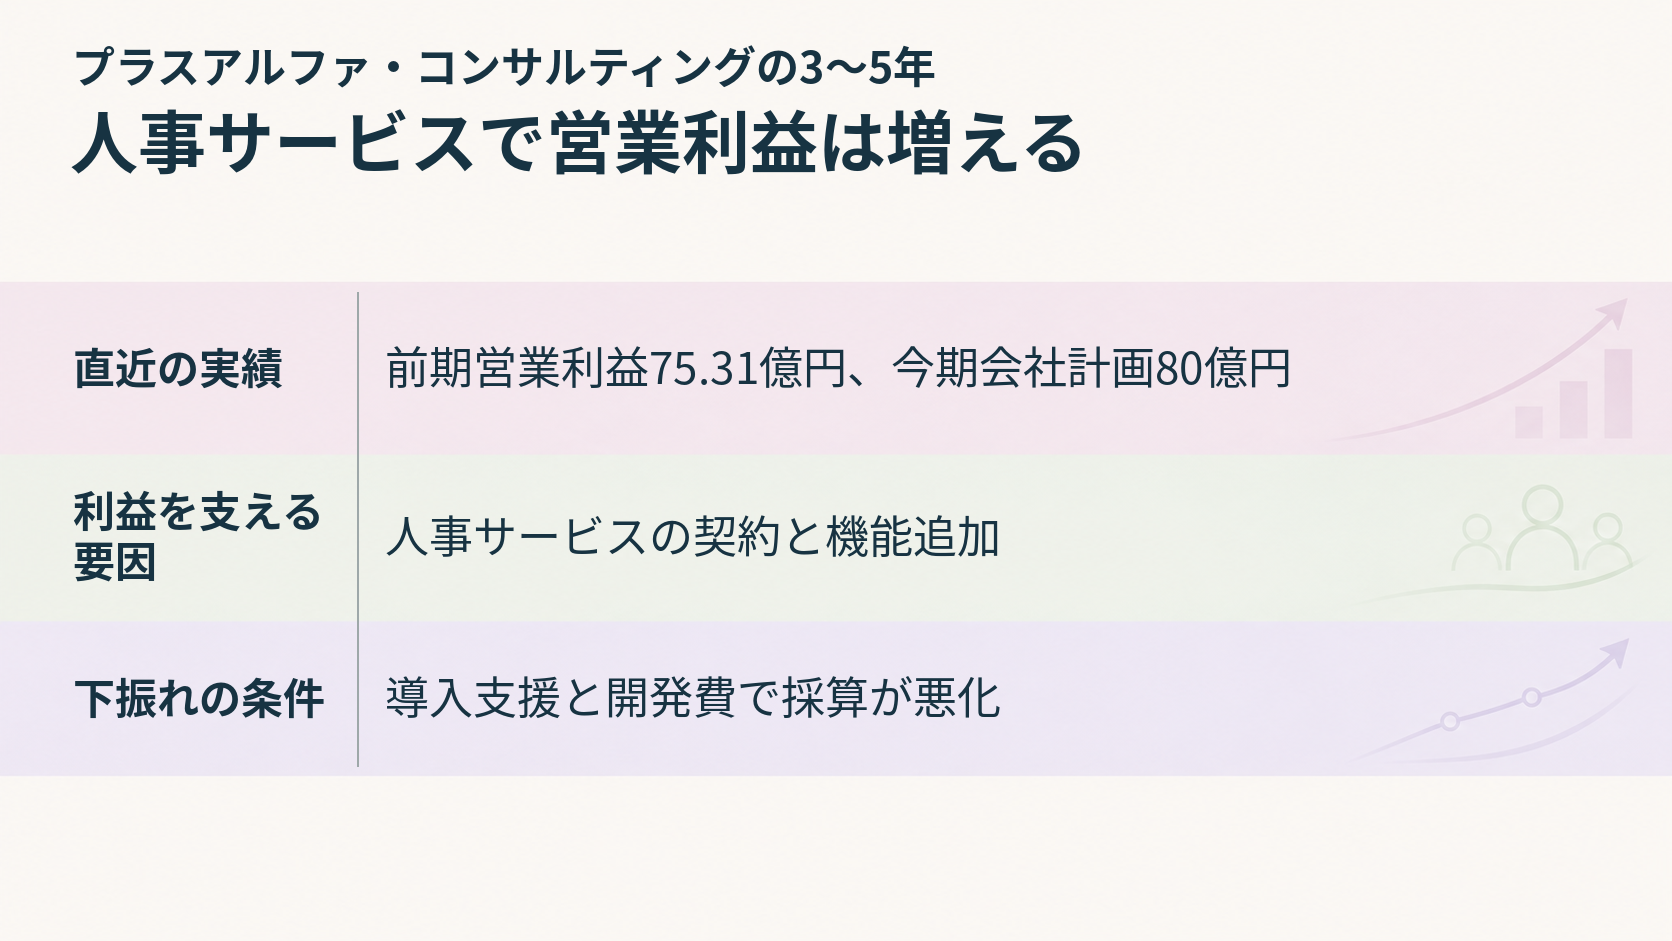 プラスアルファ・コンサルティングの3〜5年
人事サービスで営業利益は増える
直近の実績
前期営業利益75.31億円、今期会社計画80億円
利益を支える
要因
人事サービスの契約と機能追加
下振れの条件
導入支援と開発費で採算が悪化